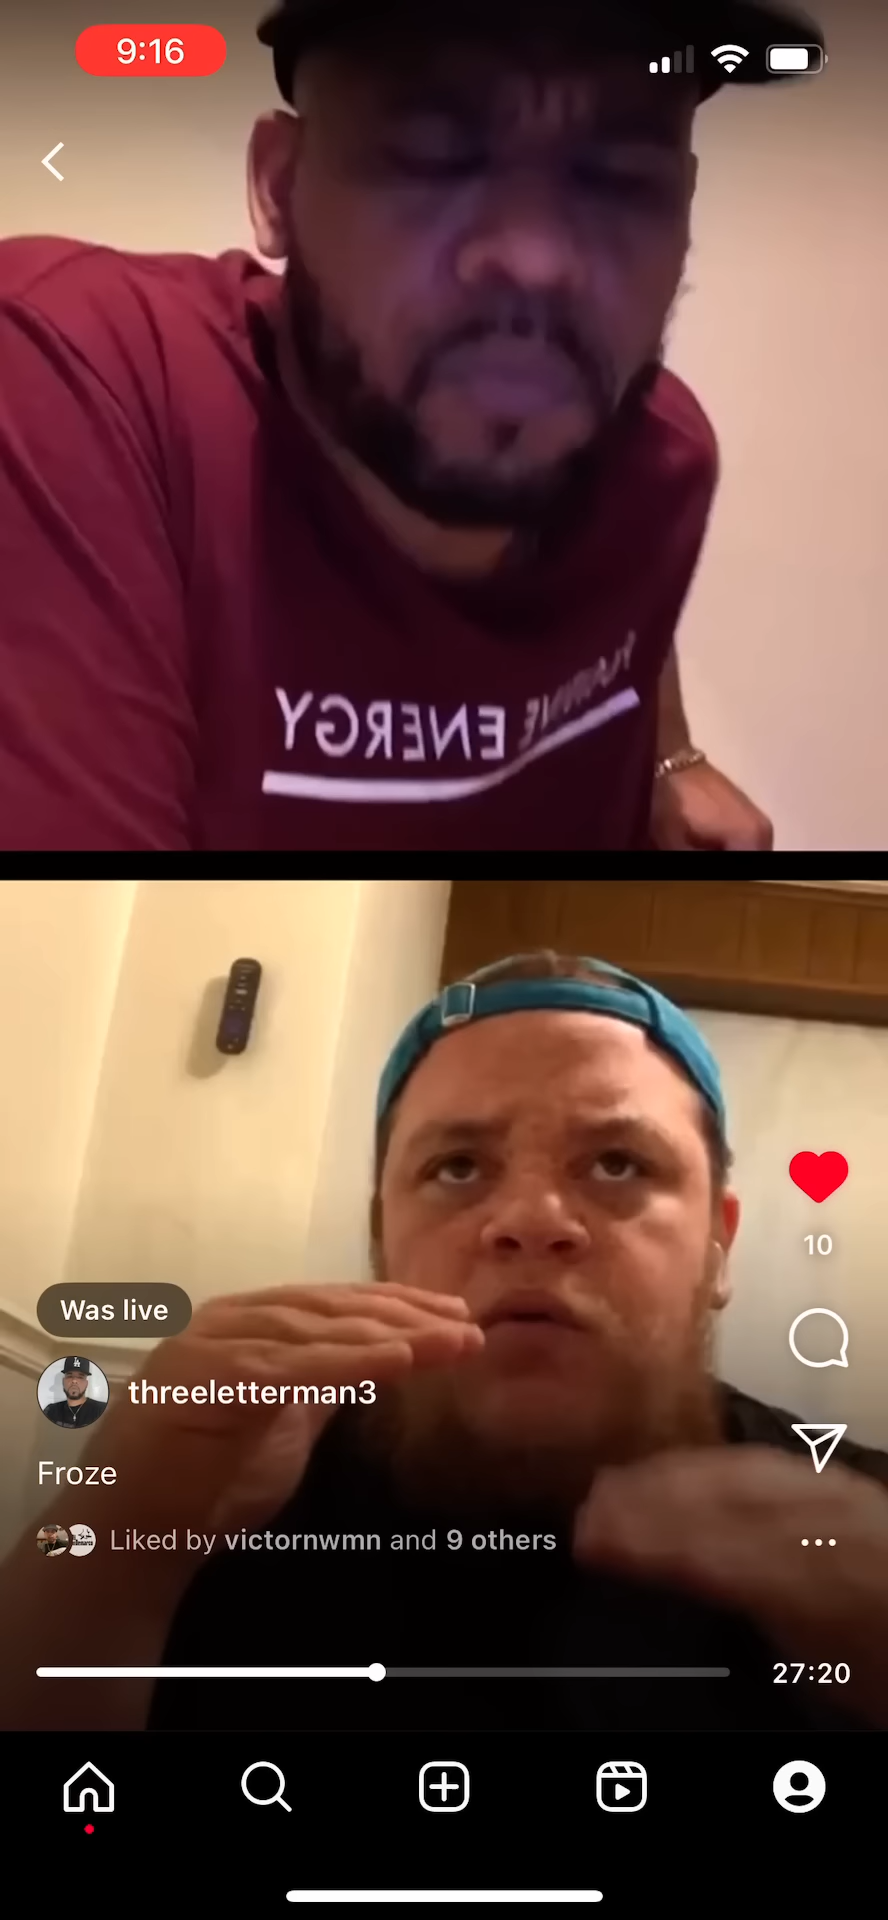 9:16
ENERGY
Was live
threeletterman3
Froze
Liked by victornwmn and 9 others
10
27:20